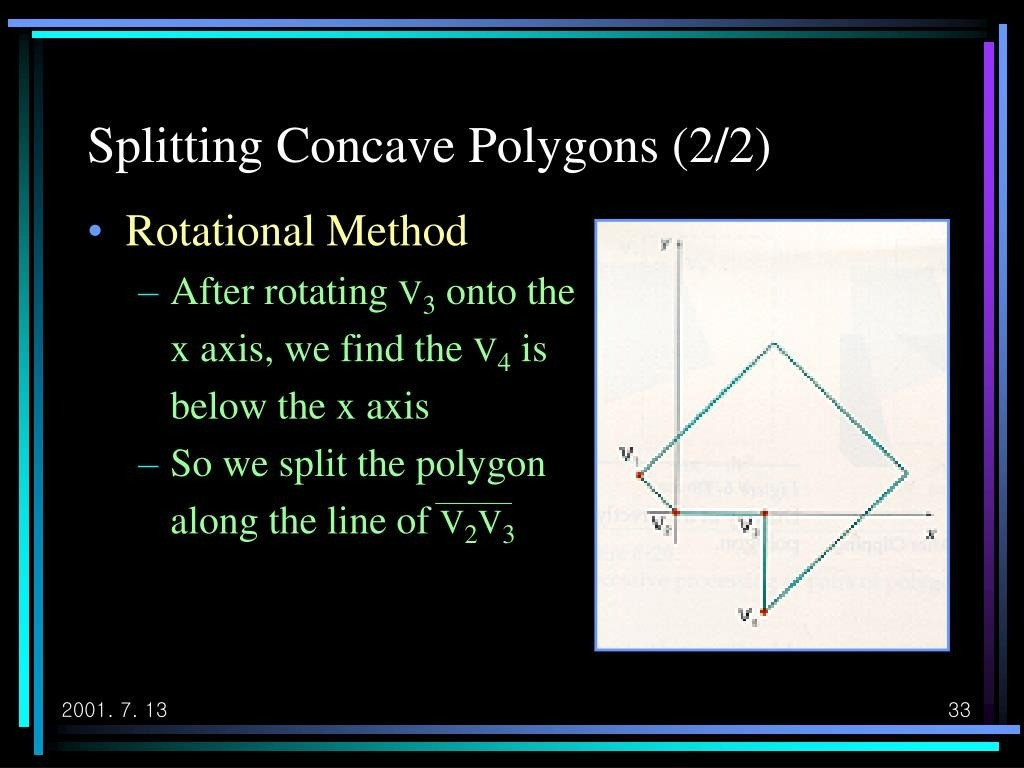 Splitting Concave Polygons (2/2)
• Rotational Method
– After rotating V₃ onto the
x axis, we find the V₄ is
below the x axis
– So we split the polygon
along the line of V₂V₃
y
V₁
V₂
V₃
x
V₄
2001. 7. 13
33